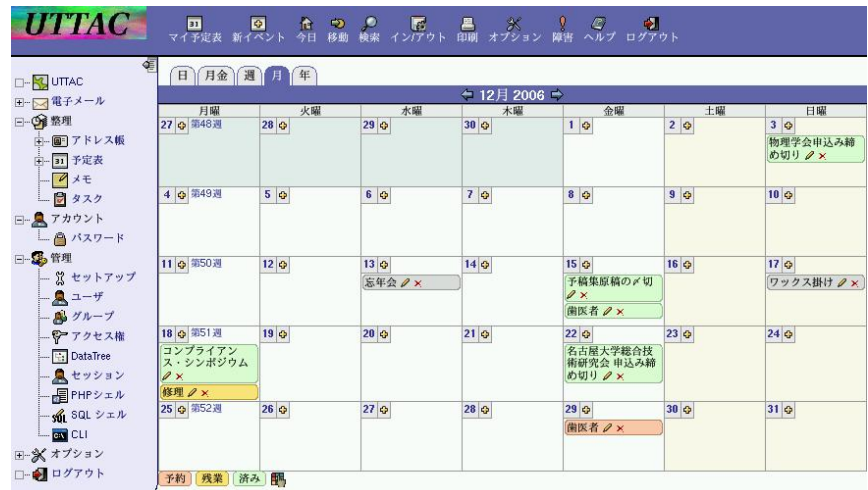 UTTAC
マイ予定表 新イベント 今日 移動 検索 イン/アウト 印刷 オプション 障害 ヘルプ ログアウト
UTTAC
電子メール
整理
アドレス帳
31 予定表
メモ
タスク
アカウント
パスワード
管理
セットアップ
ユーザ
グループ
アクセス権
DataTree
セッション
PHPシェル
SQL シェル
CLI
オプション
ログアウト
日 月金 週 月 年
12月 2006
月曜 火曜 水曜 木曜 金曜 土曜 日曜
27 第48週 28 29 30 1 2 3
物理学会申込み締
め切り
4 第49週 5 6 7 8 9 10
11 第50週 12 13 14 15 16 17
忘年会
予稿集原稿の〆切
歯医者
ワックス掛け
18 第51週 19 20 21 22 23 24
コンプライアン
ス・シンポジウム
修理
名古屋大学総合技
術研究会 申込み締
め切り
25 第52週 26 27 28 29 30 31
歯医者
予約 残業 済み